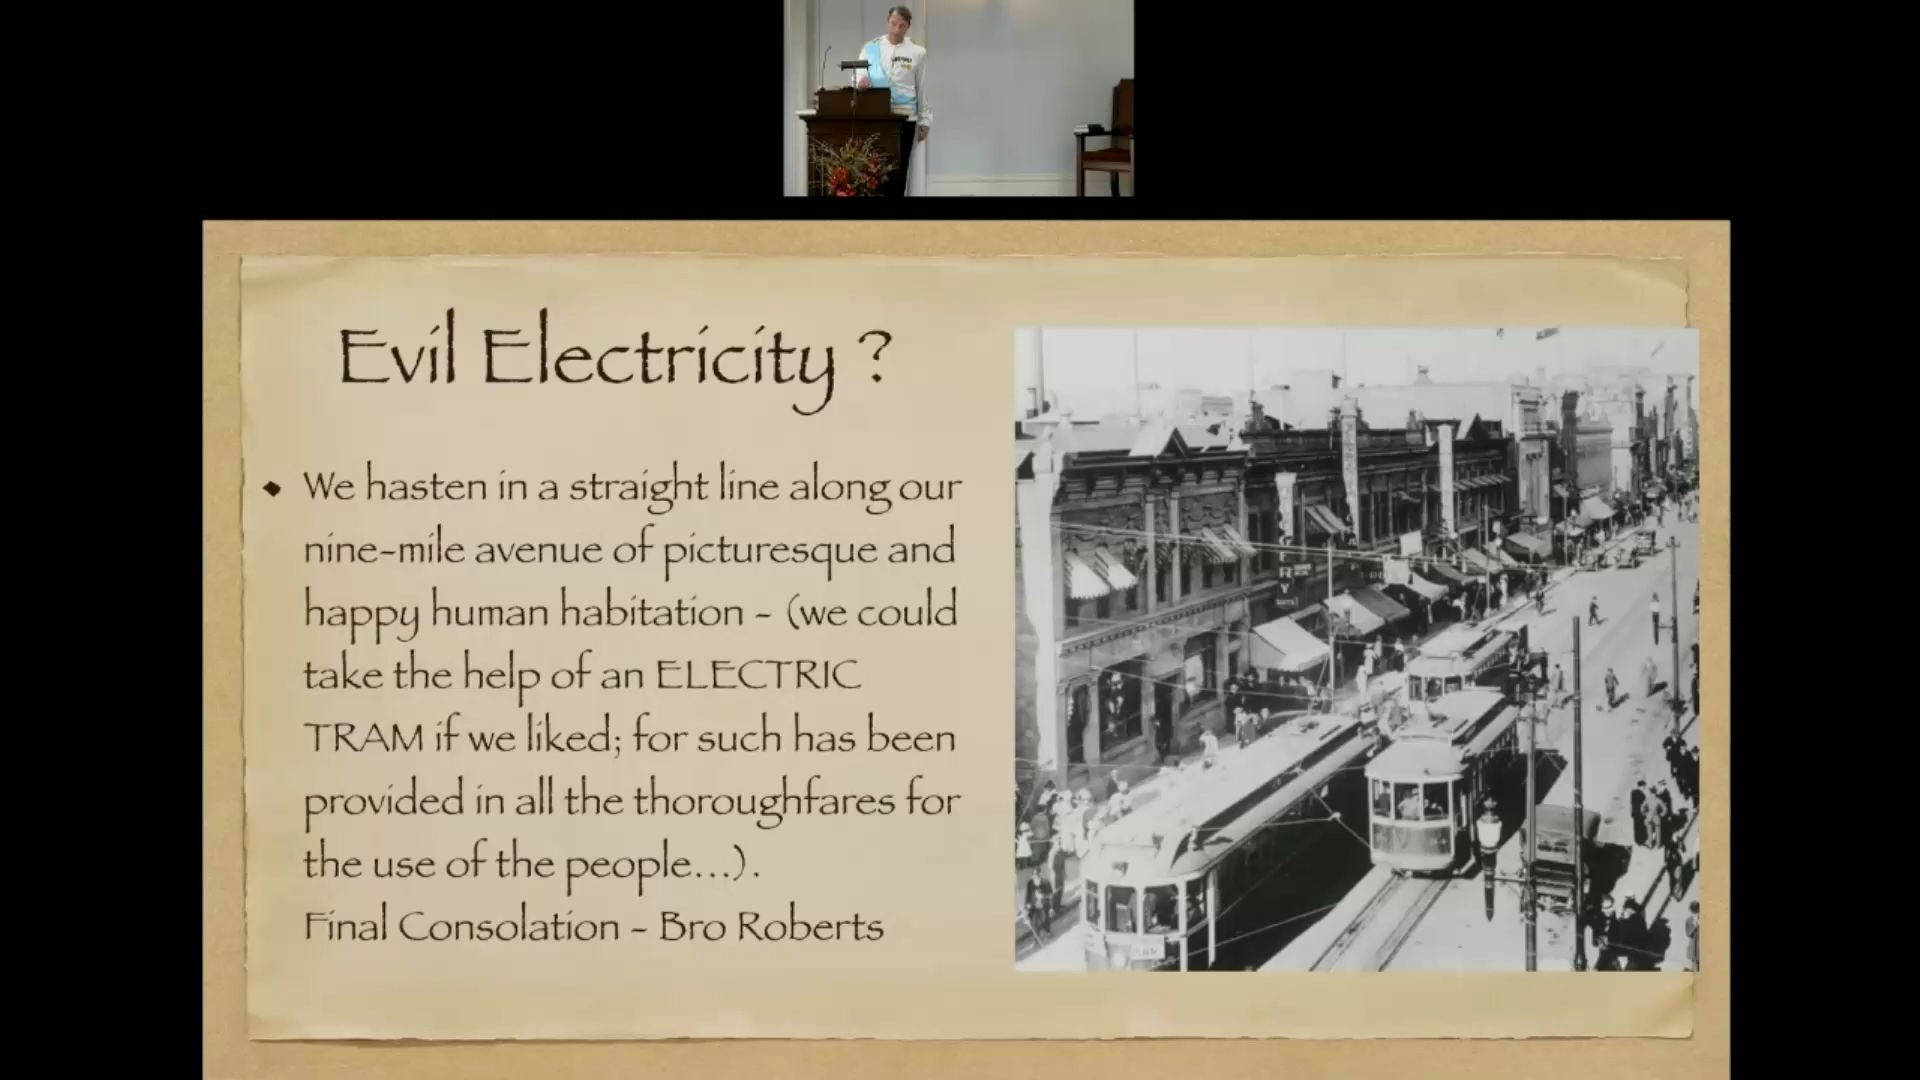 Evil Electricity ?
◆ We hasten in a straight line along our
nine-mile avenue of picturesque and
happy human habitation - (we could
take the help of an ELECTRIC
TRAM if we liked; for such has been
provided in all the thoroughfares for
the use of the people...).
Final Consolation - Bro Roberts